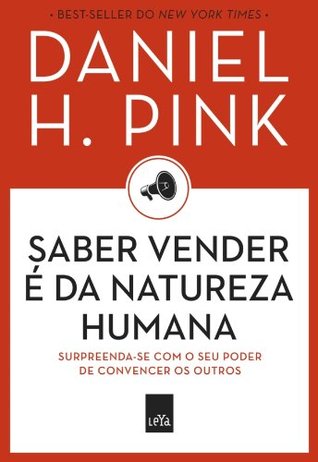 • BEST-SELLER DO NEW YORK TIMES •
DANIEL
H. PINK
SABER VENDER
É DA NATUREZA
HUMANA
SURPREENDA-SE COM O SEU PODER
DE CONVENCER OS OUTROS
LeYa